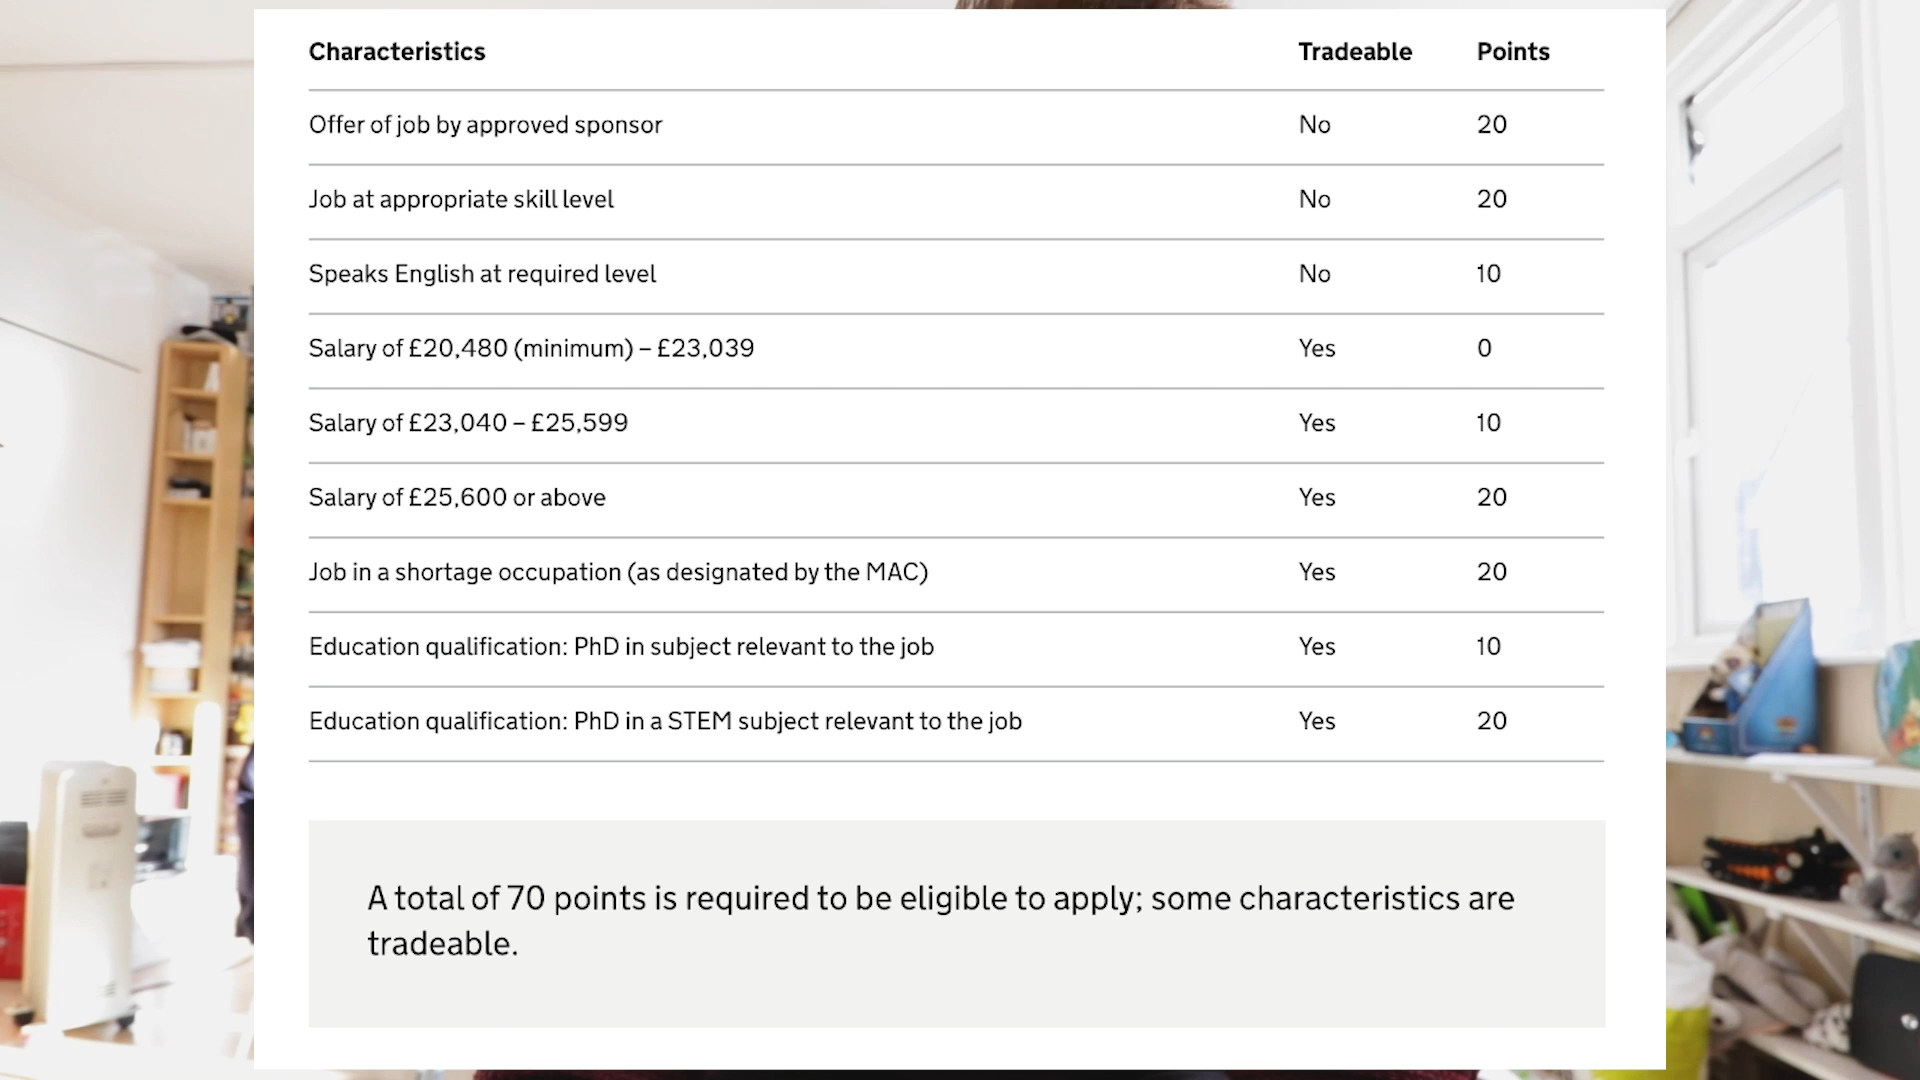 Characteristics Tradeable Points
Offer of job by approved sponsor No 20
Job at appropriate skill level No 20
Speaks English at required level No 10
Salary of £20,480 (minimum) – £23,039 Yes 0
Salary of £23,040 – £25,599 Yes 10
Salary of £25,600 or above Yes 20
Job in a shortage occupation (as designated by the MAC) Yes 20
Education qualification: PhD in subject relevant to the job Yes 10
Education qualification: PhD in a STEM subject relevant to the job Yes 20
A total of 70 points is required to be eligible to apply; some characteristics are
tradeable.